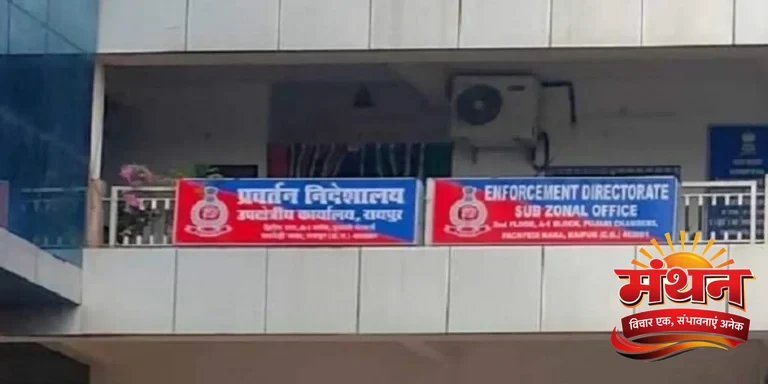 प्रवर्तन निदेशालय
उपक्षेत्रीय कार्यालय, रायपुर
ENFORCEMENT DIRECTORATE
SUB ZONAL OFFICE
2nd FLOOR, A-1 BLOCK, PUJARI CHAMBERS,
PACHPEDI NAKA, RAIPUR (C.G.)
मंथन
विचार एक, संभावनाएं अनेक